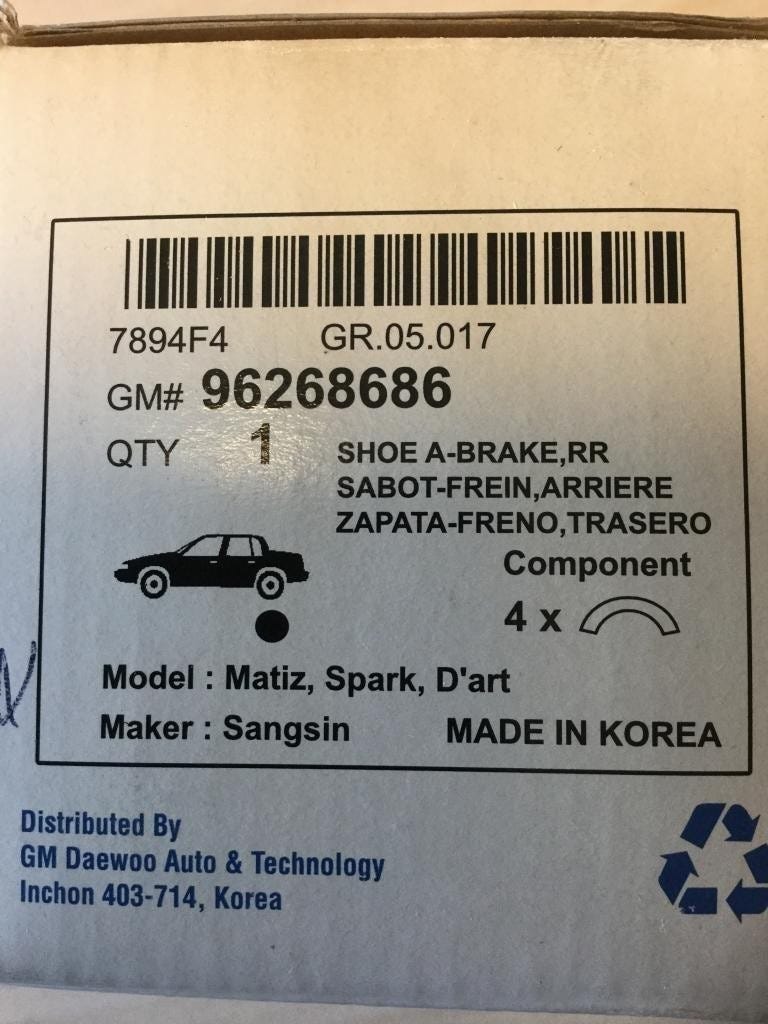 7894F4 GR.05.017
GM# 96268686
QTY 1 SHOE A-BRAKE,RR
SABOT-FREIN,ARRIERE
ZAPATA-FRENO,TRASERO
Component
4 x
Model : Matiz, Spark, D'art
Maker : Sangsin MADE IN KOREA
Distributed By
GM Daewoo Auto & Technology
Inchon 403-714, Korea